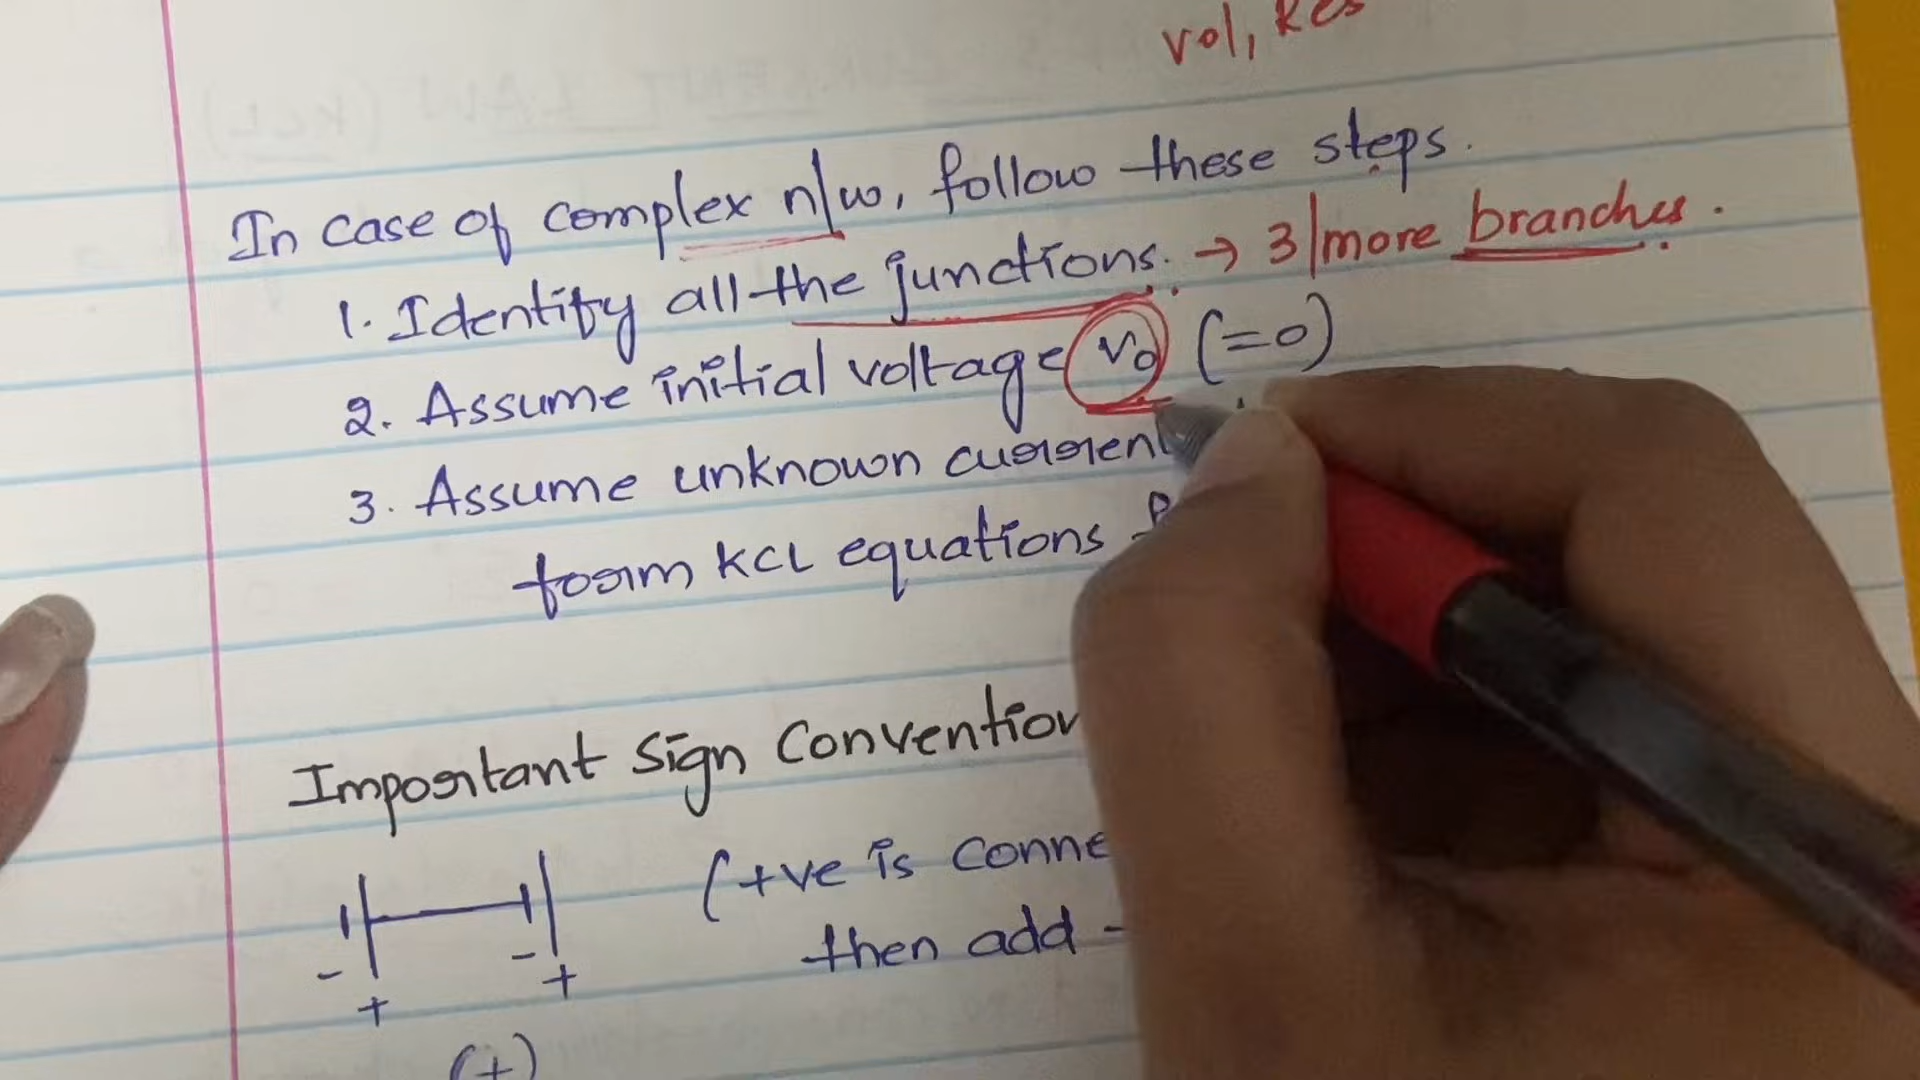 vol, Res
In case of complex n/w, follow these steps.
1. Identify all the junctions. → 3/more branches.
2. Assume initial voltage V0 (=0)
3. Assume unknown current
form KCL equations
Important Sign Convention
(+ve is conne
then add -
- + - +
(+)